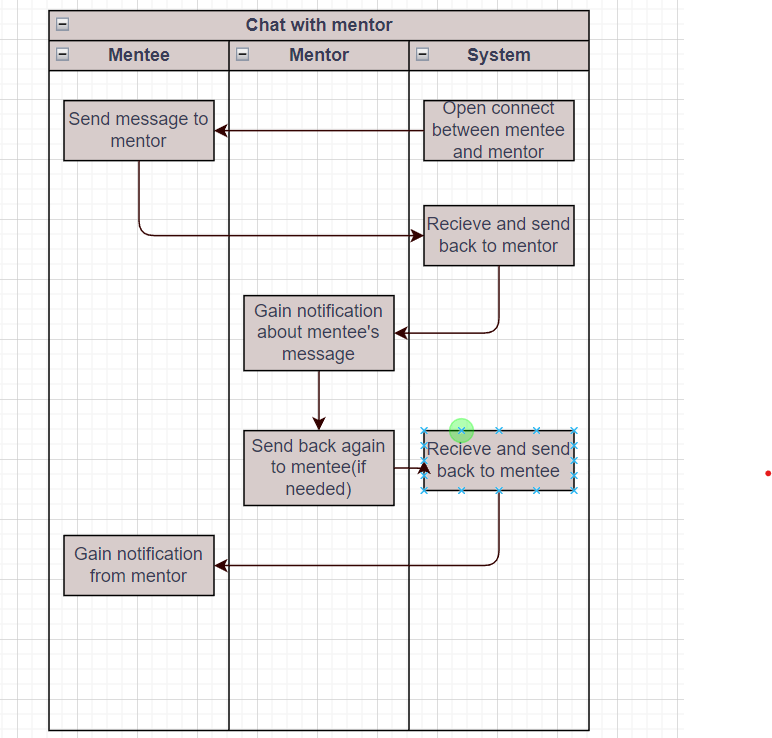 Chat with mentor
Mentee
Mentor
System
Send message to
mentor
Open connect
between mentee
and mentor
Recieve and send
back to mentor
Gain notification
about mentee's
message
Send back again
to mentee(if
needed)
Recieve and send
back to mentee
Gain notification
from mentor